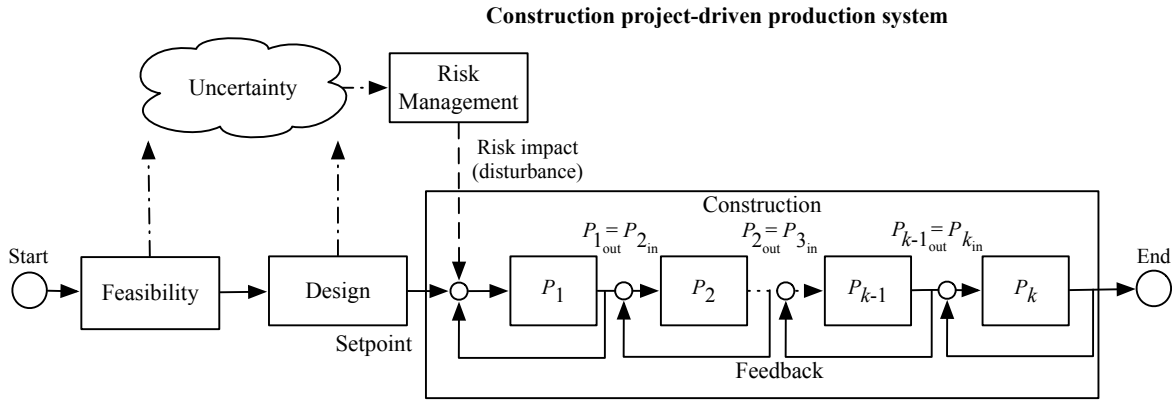 Construction project-driven production system
Uncertainty
Risk
Management
Risk impact
(disturbance)
Construction
P1out = P2in
P2out = P3in
Pk-1out = Pkin
Start
End
Feasibility
Design
P1
P2
Pk-1
Pk
Setpoint
Feedback